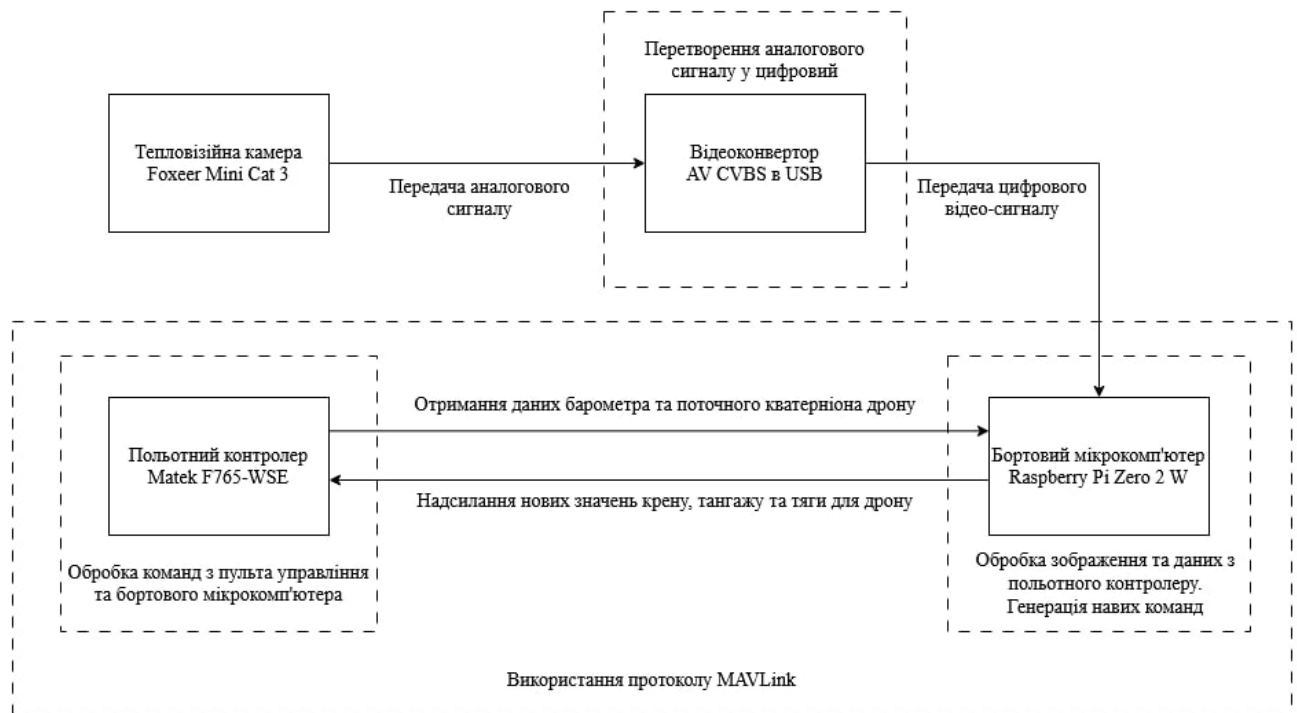 Перетворення аналогового
сигналу у цифровий
Тепловізійна камера
Foxeer Mini Cat 3
Відеоконвертор
AV CVBS в USB
Передача аналогового
сигналу
Передача цифрового
відео-сигналу
Отримання даних барометра та поточного кватерніона дрону
Польотний контролер
Matek F765-WSE
Бортовий мікрокомп'ютер
Raspberry Pi Zero 2 W
Надсилання нових значень крену, тангажу та тяги для дрону
Обробка команд з пульта управління
та бортового мікрокомп'ютера
Обробка зображення та даних з
польотного контролеру.
Генерація навих команд
Використання протоколу MAVLink